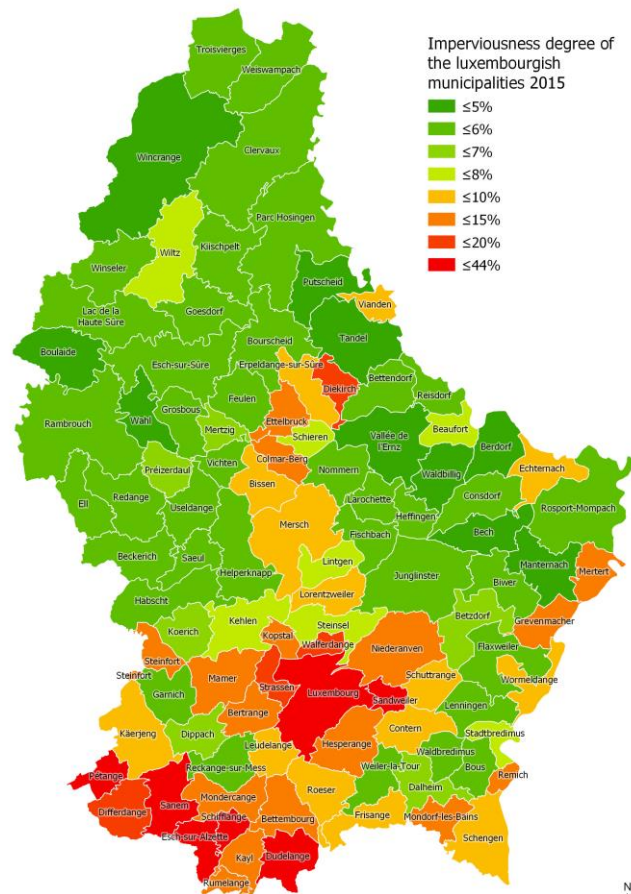 Imperviousness degree of
the luxembourgish
municipalities 2015
≤5%
≤6%
≤7%
≤8%
≤10%
≤15%
≤20%
≤44%
Troisvierges
Weiswampach
Clervaux
Wincrange
Parc Hosingen
Wiltz
Kiischpelt
Winseler
Putscheid
Vianden
Lac de la
Haute Sûre
Goesdorf
Tandel
Bourscheid
Boulaide
Esch-sur-Sûre
Erpeldange-sur-Sûre
Diekirch
Bettendorf
Reisdorf
Feulen
Grosbous
Wahl
Rambrouch
Ettelbruck
Mertzig
Schieren
Vallée de
l'Ernz
Beaufort
Berdorf
Vichten
Colmar-Berg
Préizerdaul
Nommern
Waldbillig
Echternach
Bissen
Ell
Redange
Useldange
Larochette
Heffingen
Consdorf
Rosport-Mompach
Mersch
Fischbach
Bech
Beckerich
Saeul
Helperknapp
Lintgen
Junglinster
Manternach
Mertert
Biwer
Habscht
Lorentzweiler
Koerich
Kehlen
Steinsel
Betzdorf
Grevenmacher
Kopstal
Walferdange
Niederanven
Flaxweiler
Steinfort
Steinfort
Mamer
Strassen
Luxembourg
Schuttrange
Wormeldange
Garnich
Bertrange
Sandweiler
Lenningen
Käerjeng
Dippach
Leudelange
Hesperange
Contern
Stadtbredimus
Waldbredimus
Reckange-sur-Mess
Weiler-la-Tour
Bous
Pétange
Sanem
Mondercange
Roeser
Dalheim
Remich
Differdange
Schifflange
Bettembourg
Frisange
Mondorf-les-Bains
Esch-sur-Alzette
Schengen
Kayl
Dudelange
Rumelange
N